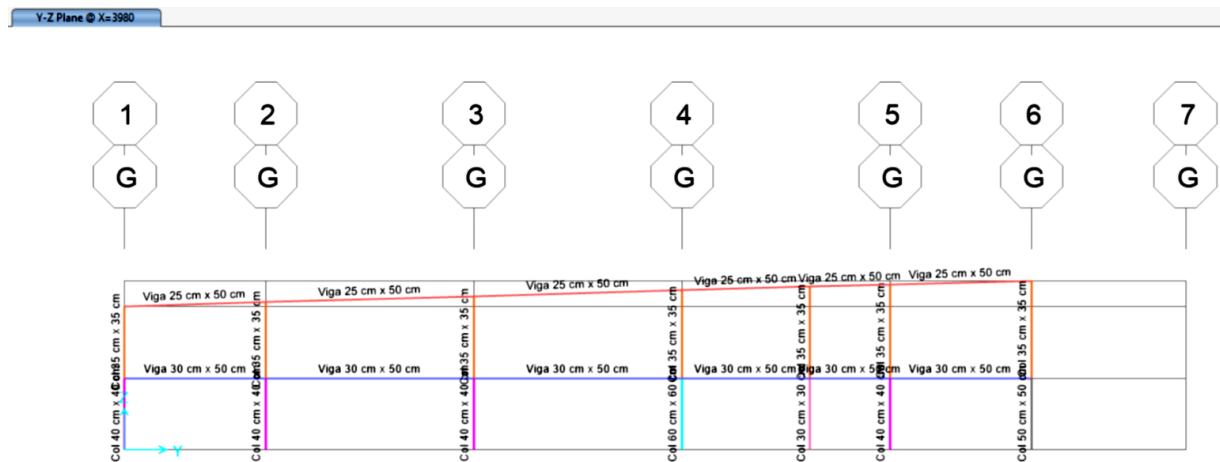 Y-Z Plane @ X=3980
1 2 3 4 5 6 7
G G G G G G G
Viga 25 cm x 50 cm Viga 25 cm x 50 cm Viga 25 cm x 50 cm Viga 25 cm x 50 cm Viga 25 cm x 50 cm Viga 25 cm x 50 cm
Col 35 cm x 35 cm Col 35 cm x 35 cm Col 35 cm x 35 cm Col 35 cm x 35 cm Col 35 cm x 35 cm Col 35 cm x 35 cm Col 35 cm x 35 cm
Viga 30 cm x 50 cm Viga 30 cm x 50 cm Viga 30 cm x 50 cm Viga 30 cm x 50 cm Viga 30 cm x 50 cm Viga 30 cm x 50 cm
Col 40 cm x 40 cm Col 40 cm x 40 cm Col 40 cm x 40 cm Col 60 cm x 60 cm Col 30 cm x 30 cm Col 40 cm x 40 cm Col 50 cm x 50 cm
Y